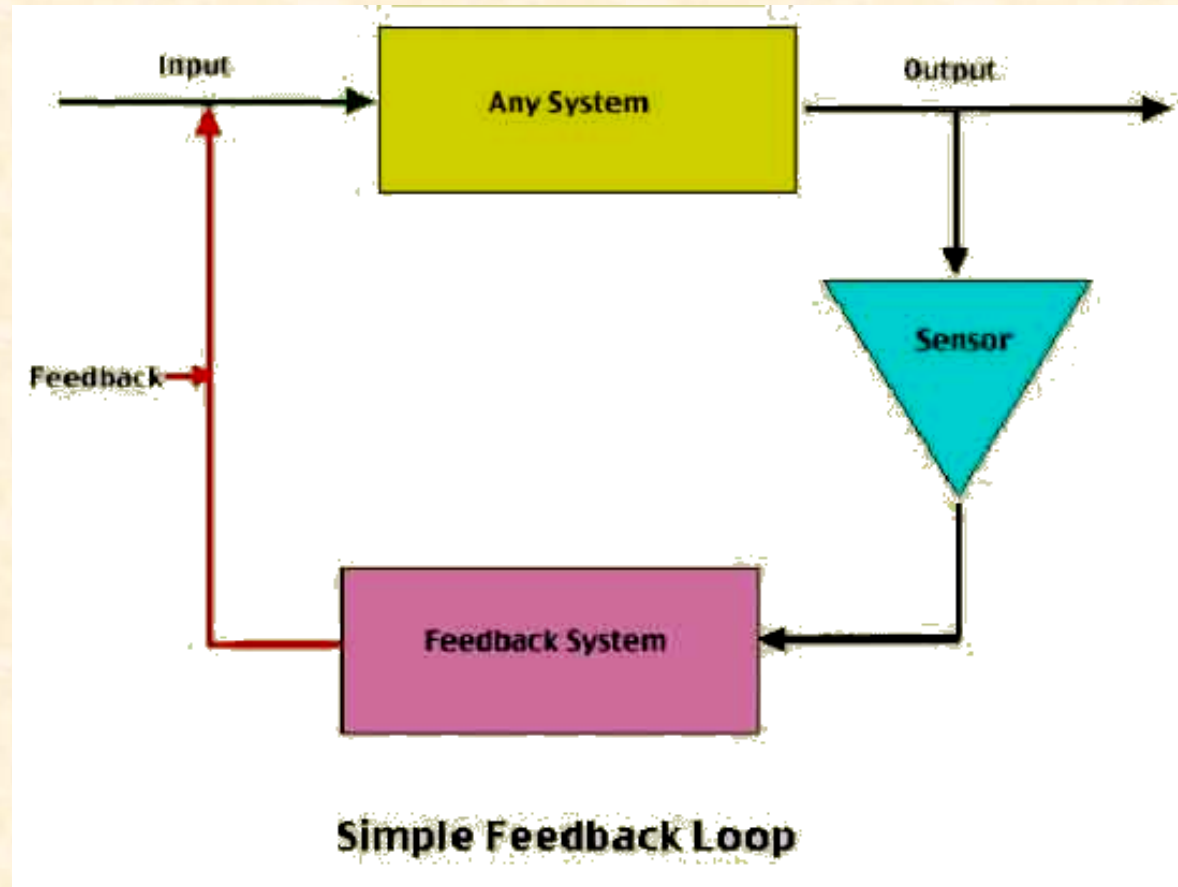 Input
Any System
Output
Sensor
Feedback
Feedback System
Simple Feedback Loop